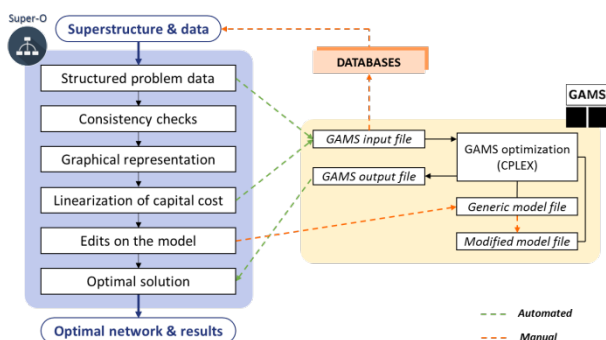 Super-O
Superstructure & data
Structured problem data
Consistency checks
Graphical representation
Linearization of capital cost
Edits on the model
Optimal solution
Optimal network & results
DATABASES
GAMS
GAMS input file
GAMS output file
GAMS optimization
(CPLEX)
Generic model file
Modified model file
Automated
Manual